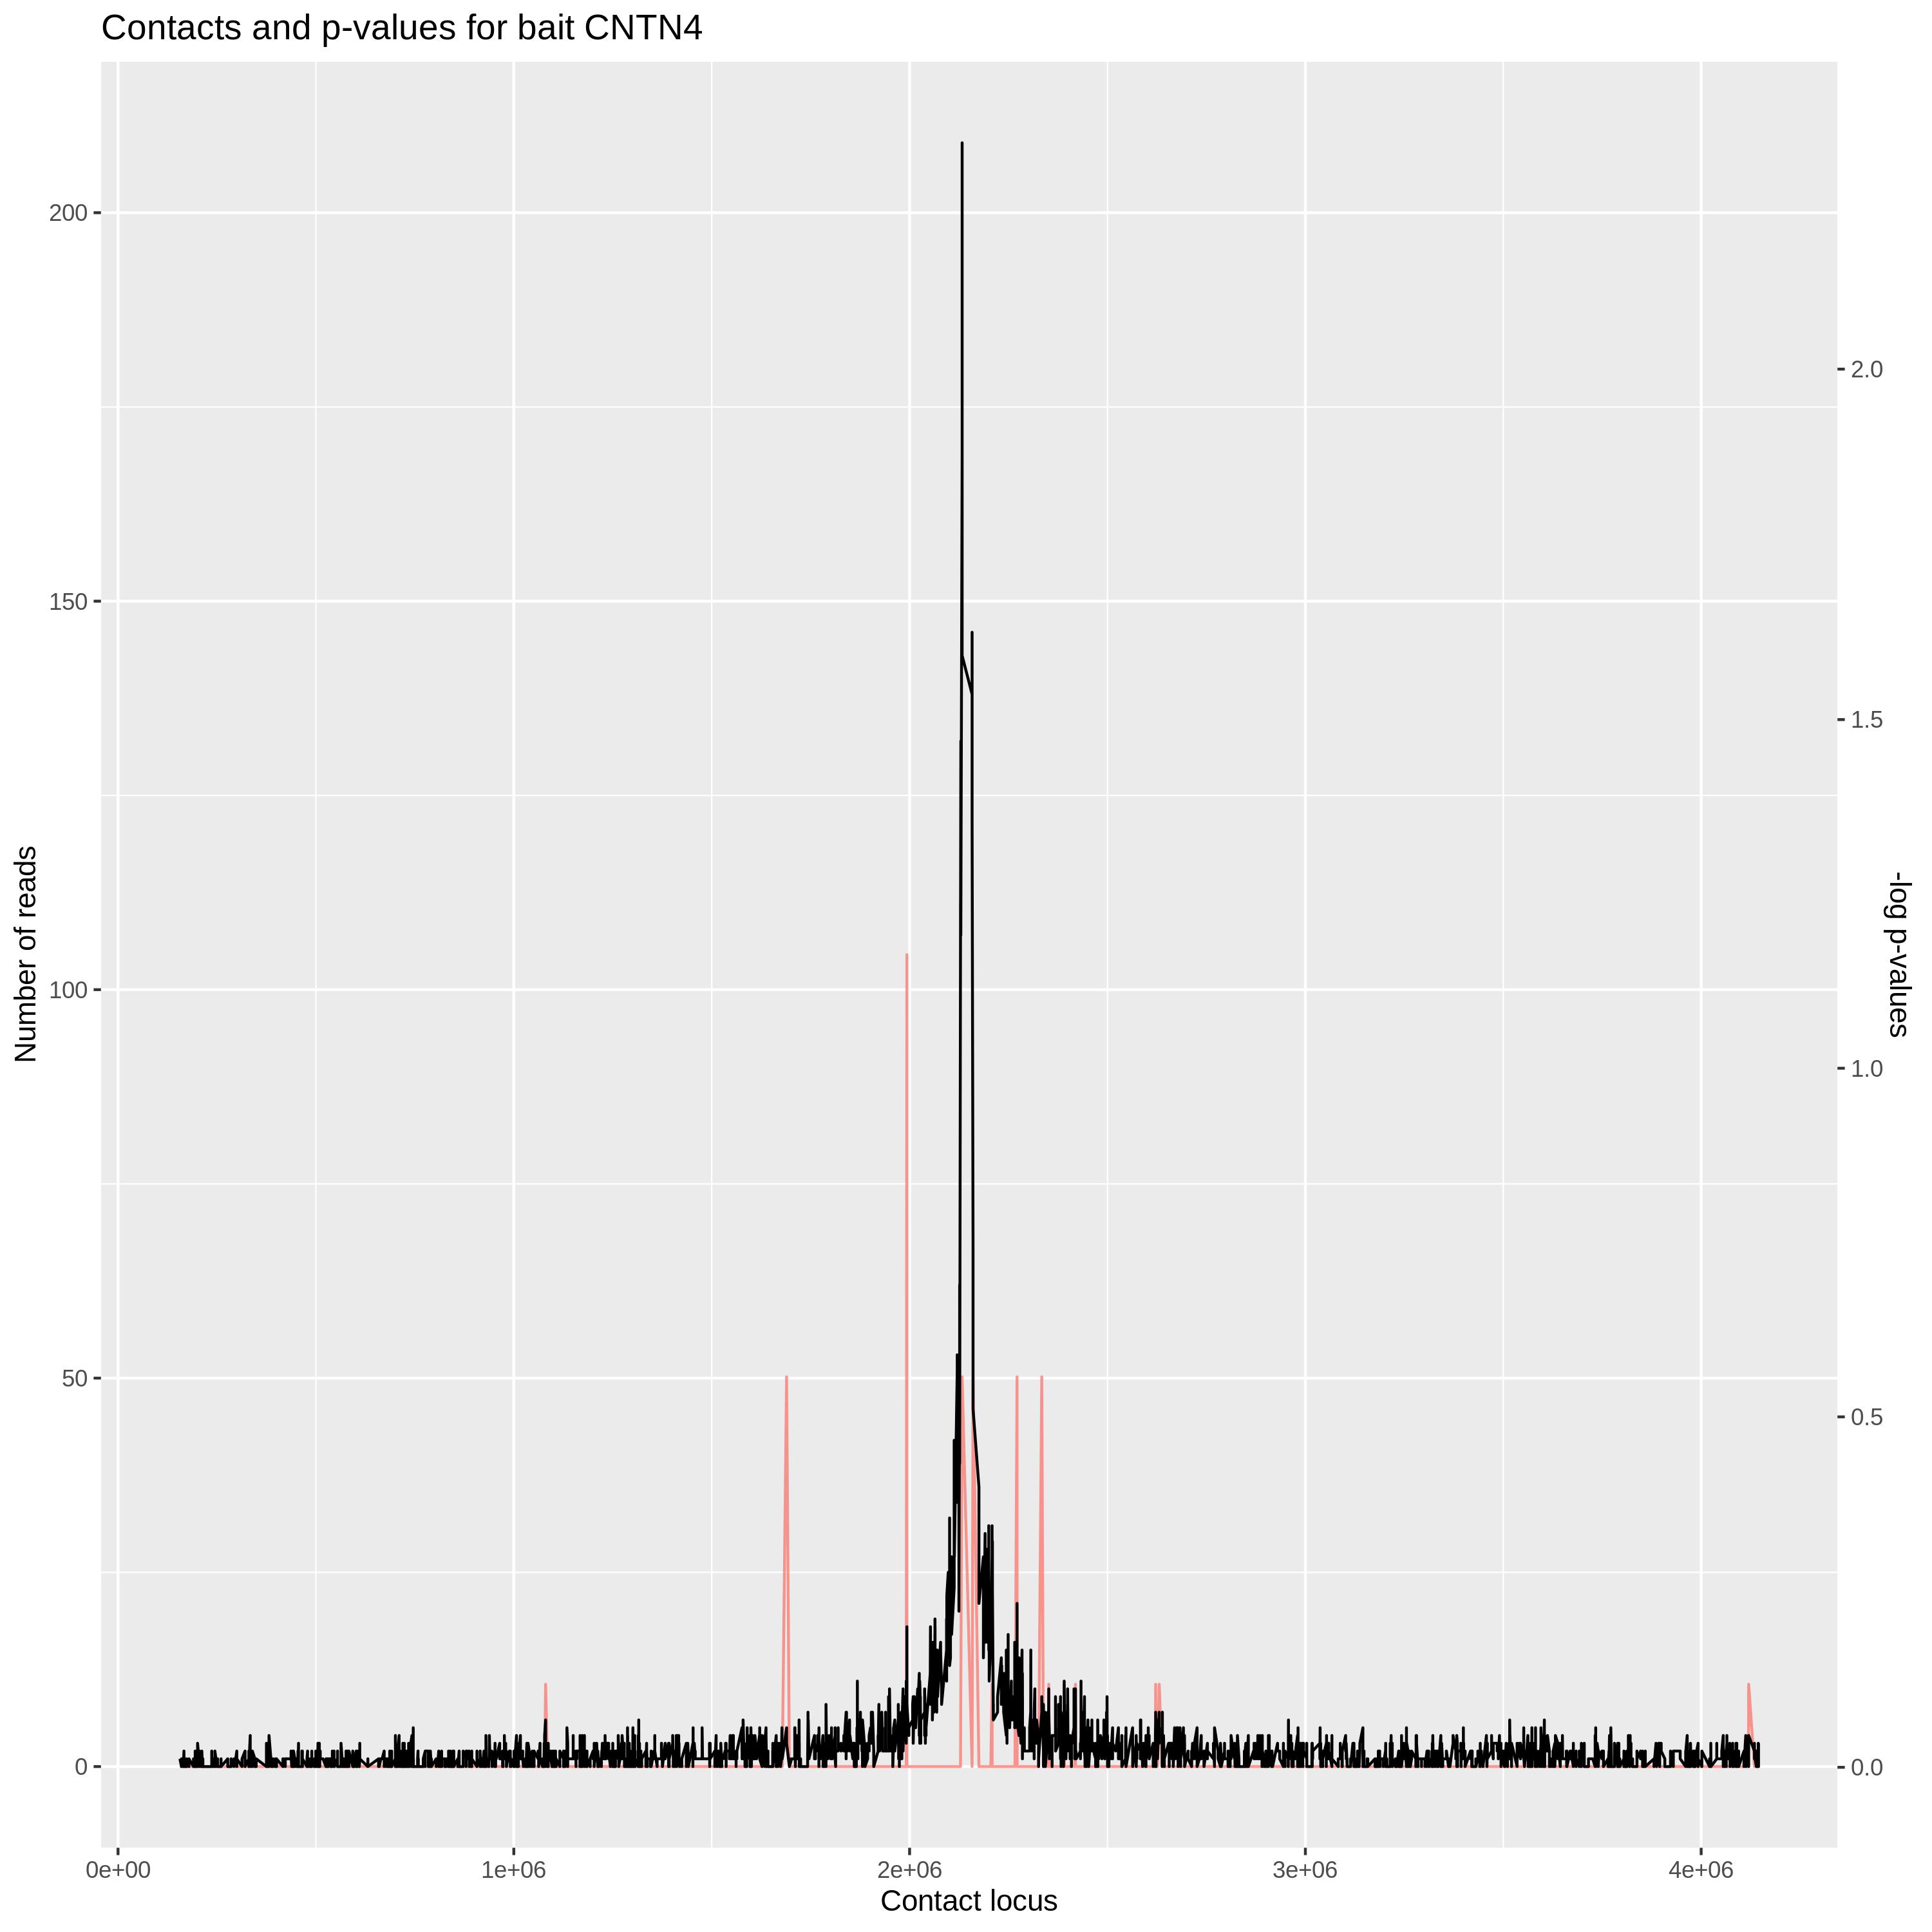 Contacts and p-values for bait CNTN4
200
150
100
50
0
Number of reads
2.0
1.5
1.0
0.5
0.0
-log p-values
0e+00 1e+06 2e+06 3e+06 4e+06
Contact locus